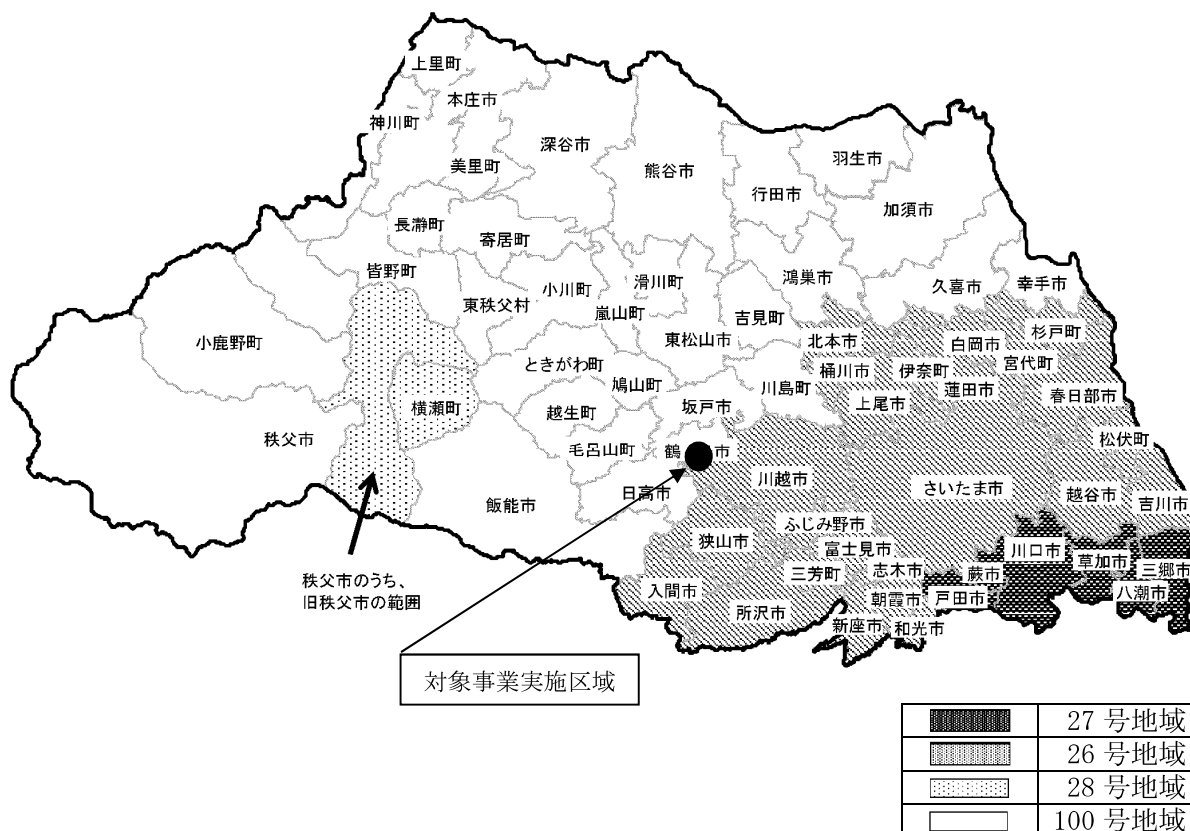 上里町
本庄市
神川町
美里町
深谷市
熊谷市
羽生市
行田市
加須市
長瀞町
寄居町
皆野町
東秩父村
小川町
滑川町
嵐山町
吉見町
鴻巣市
久喜市
幸手市
小鹿野町
ときがわ町
東松山市
北本市
白岡市
杉戸町
横瀬町
鳩山町
川島町
桶川市
伊奈町
宮代町
秩父市
越生町
坂戸市
上尾市
蓮田市
春日部市
毛呂山町
鶴 市
松伏町
飯能市
日高市
川越市
さいたま市
越谷市
吉川市
ふじみ野市
狭山市
富士見市
川口市
草加市
三郷市
入間市
三芳町
志木市
蕨市
八潮市
所沢市
朝霞市
戸田市
新座市
和光市
秩父市のうち、
旧秩父市の範囲
対象事業実施区域
27 号地域
26 号地域
28 号地域
100 号地域